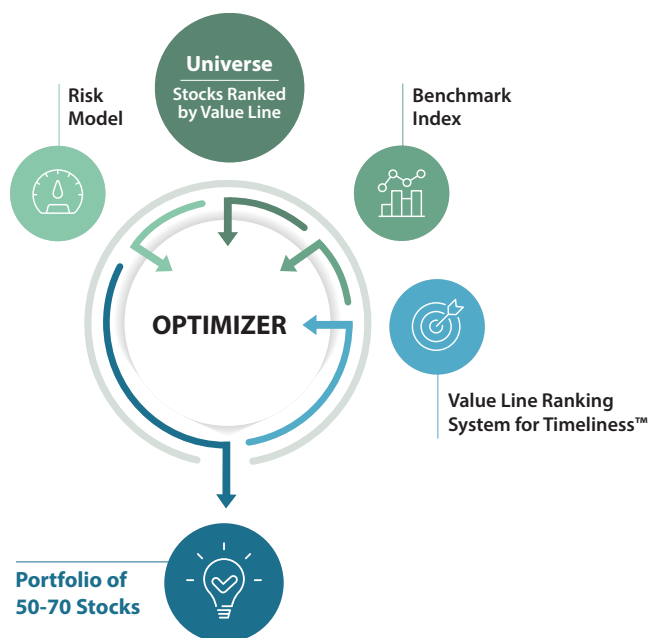 Universe
Stocks Ranked
by Value Line
Risk
Model
Benchmark
Index
OPTIMIZER
Value Line Ranking
System for Timeliness™
Portfolio of
50-70 Stocks